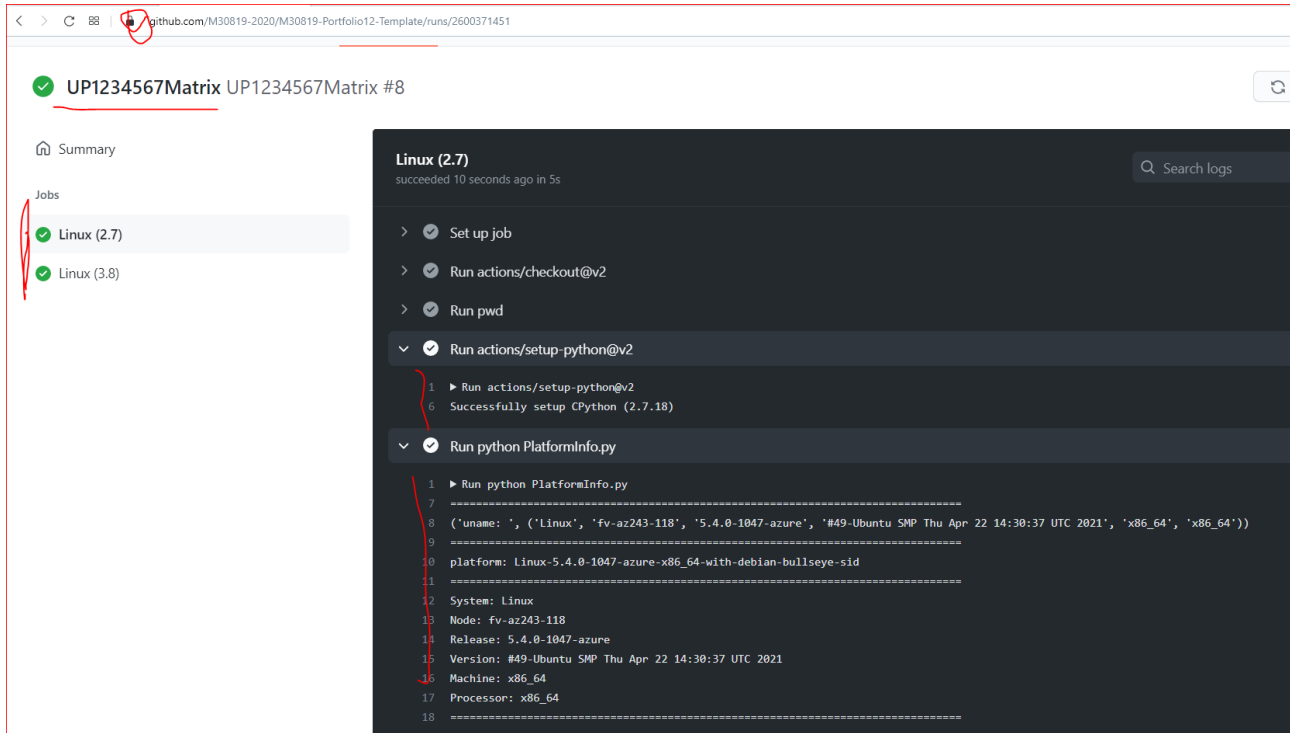 github.com/M30819-2020/M30819-Portfolio12-Template/runs/2600371451
UP1234567Matrix UP1234567Matrix #8
Summary
Jobs
Linux (2.7)
Linux (3.8)
Linux (2.7)
succeeded 10 seconds ago in 5s
Search logs
Set up job
Run actions/checkout@v2
Run pwd
Run actions/setup-python@v2
1 ▶ Run actions/setup-python@v2
6 Successfully setup CPython (2.7.18)
Run python PlatformInfo.py
1 ▶ Run python PlatformInfo.py
7 ================================================================================
8 ('uname: ', ('Linux', 'fv-az243-118', '5.4.0-1047-azure', '#49-Ubuntu SMP Thu Apr 22 14:30:37 UTC 2021', 'x86_64', 'x86_64'))
9 ================================================================================
10 platform: Linux-5.4.0-1047-azure-x86_64-with-debian-bullseye-sid
11 ================================================================================
12 System: Linux
13 Node: fv-az243-118
14 Release: 5.4.0-1047-azure
15 Version: #49-Ubuntu SMP Thu Apr 22 14:30:37 UTC 2021
16 Machine: x86_64
17 Processor: x86_64
18 ================================================================================